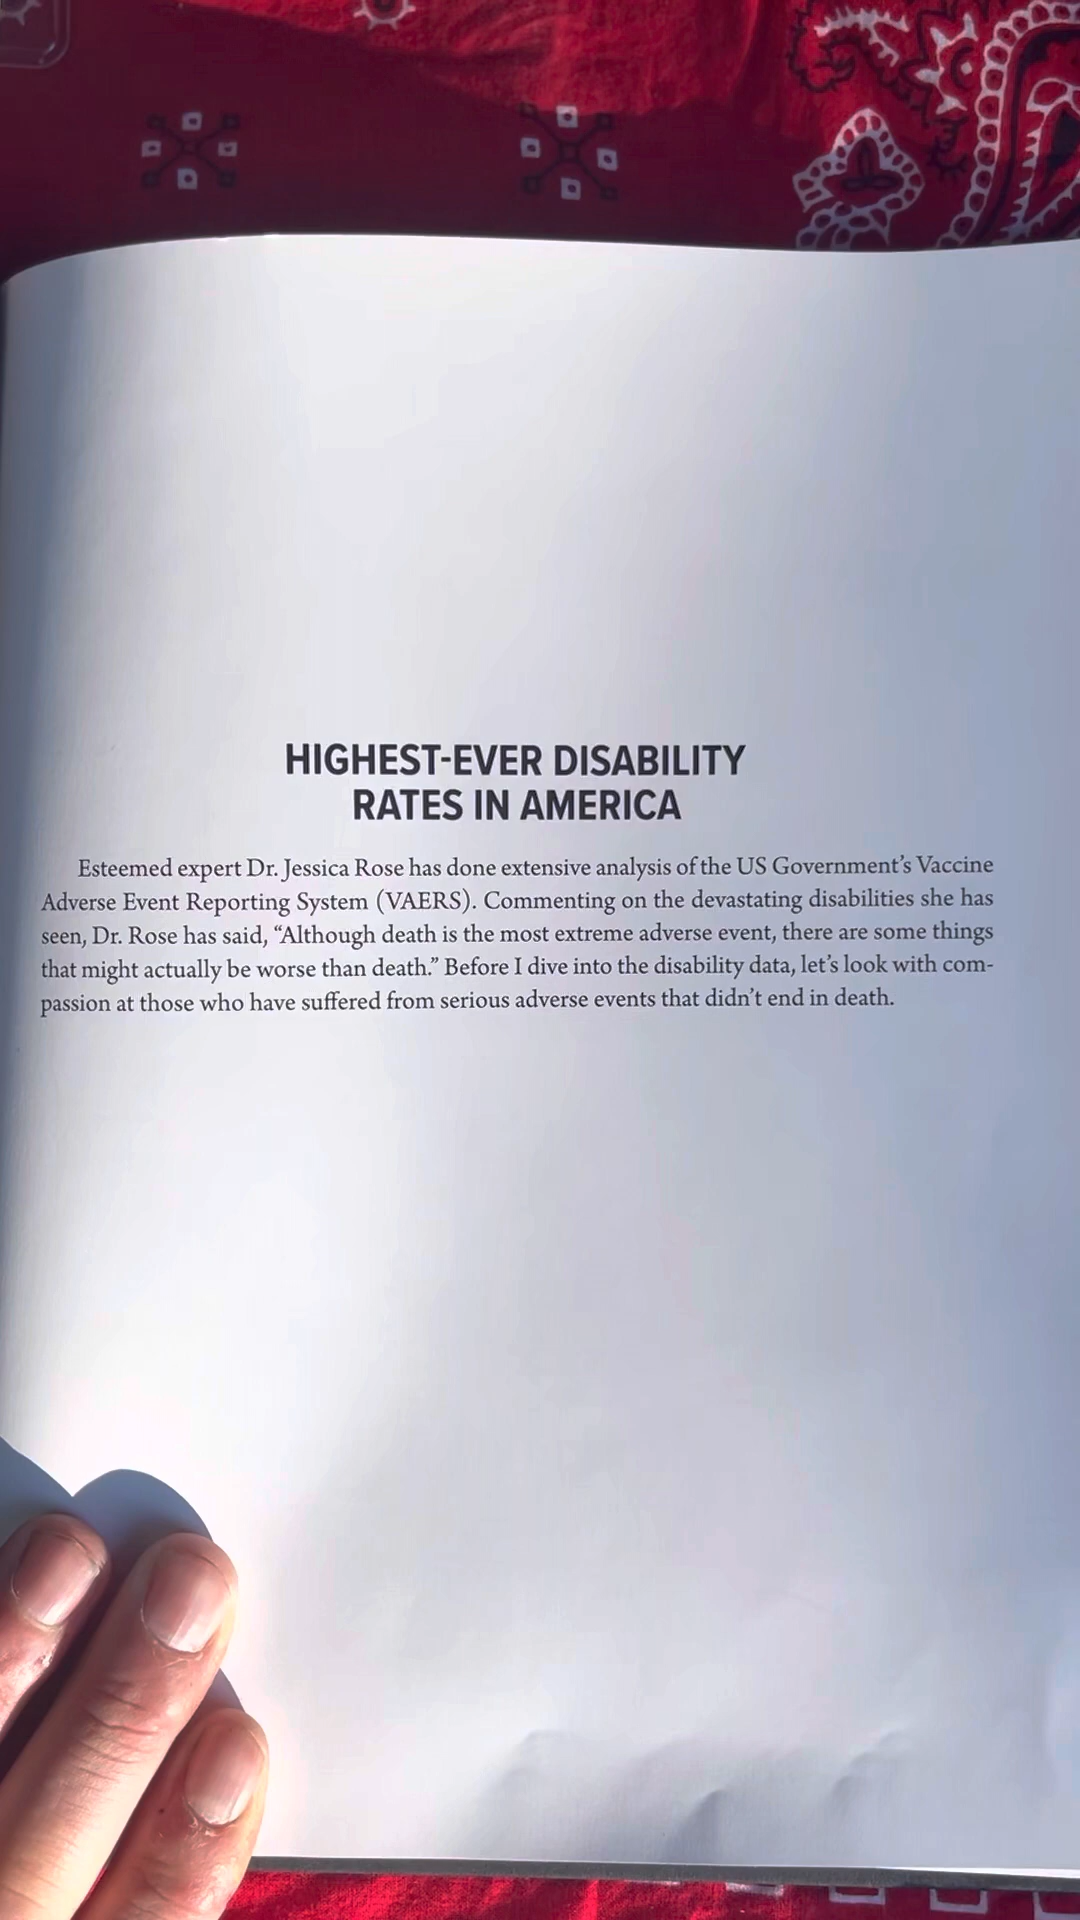 HIGHEST-EVER DISABILITY
RATES IN AMERICA
Esteemed expert Dr. Jessica Rose has done extensive analysis of the US Government’s Vaccine
Adverse Event Reporting System (VAERS). Commenting on the devastating disabilities she has
seen, Dr. Rose has said, “Although death is the most extreme adverse event, there are some things
that might actually be worse than death.” Before I dive into the disability data, let’s look with com-
passion at those who have suffered from serious adverse events that didn’t end in death.